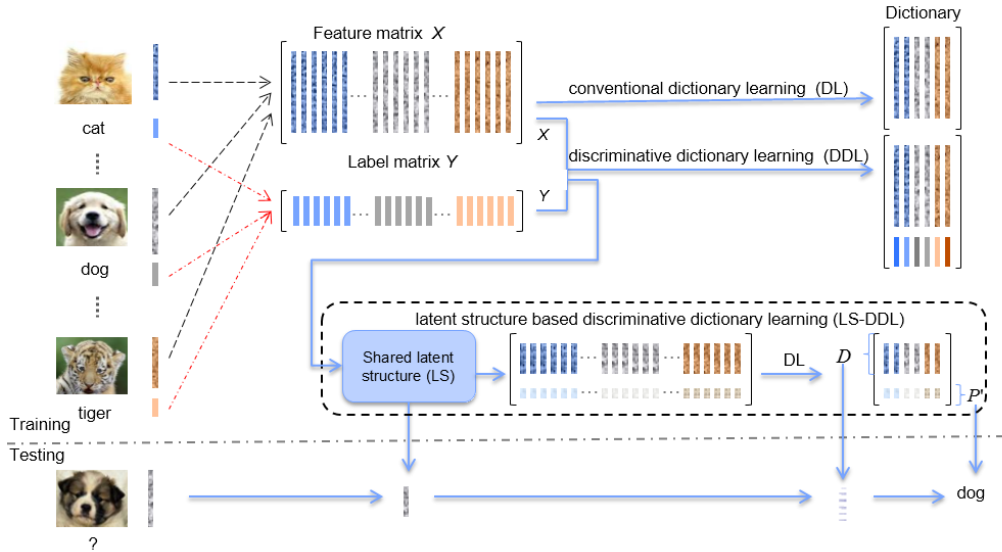 Dictionary
Feature matrix X
conventional dictionary learning (DL)
cat
X
Label matrix Y
discriminative dictionary learning (DDL)
Y
dog
latent structure based discriminative dictionary learning (LS-DDL)
Shared latent
structure (LS)
DL
D
P'
tiger
Training
Testing
dog
?